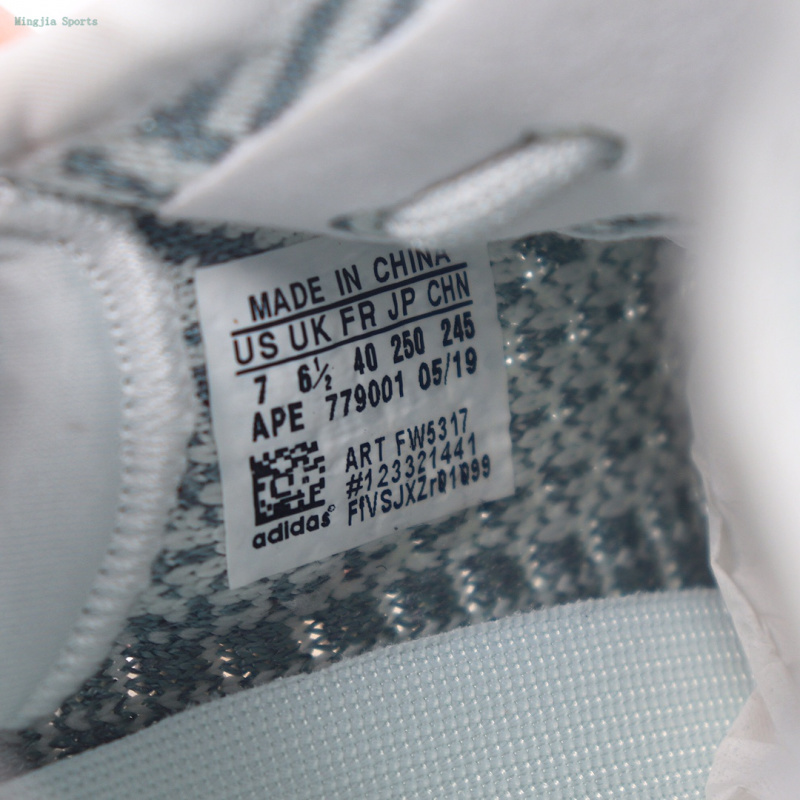 Mingjia Sports
MADE IN CHINA
US UK FR JP CHN
7 6½ 40 250 245
APE 779001 05/19
ART FW5317
#123321441
adidas®